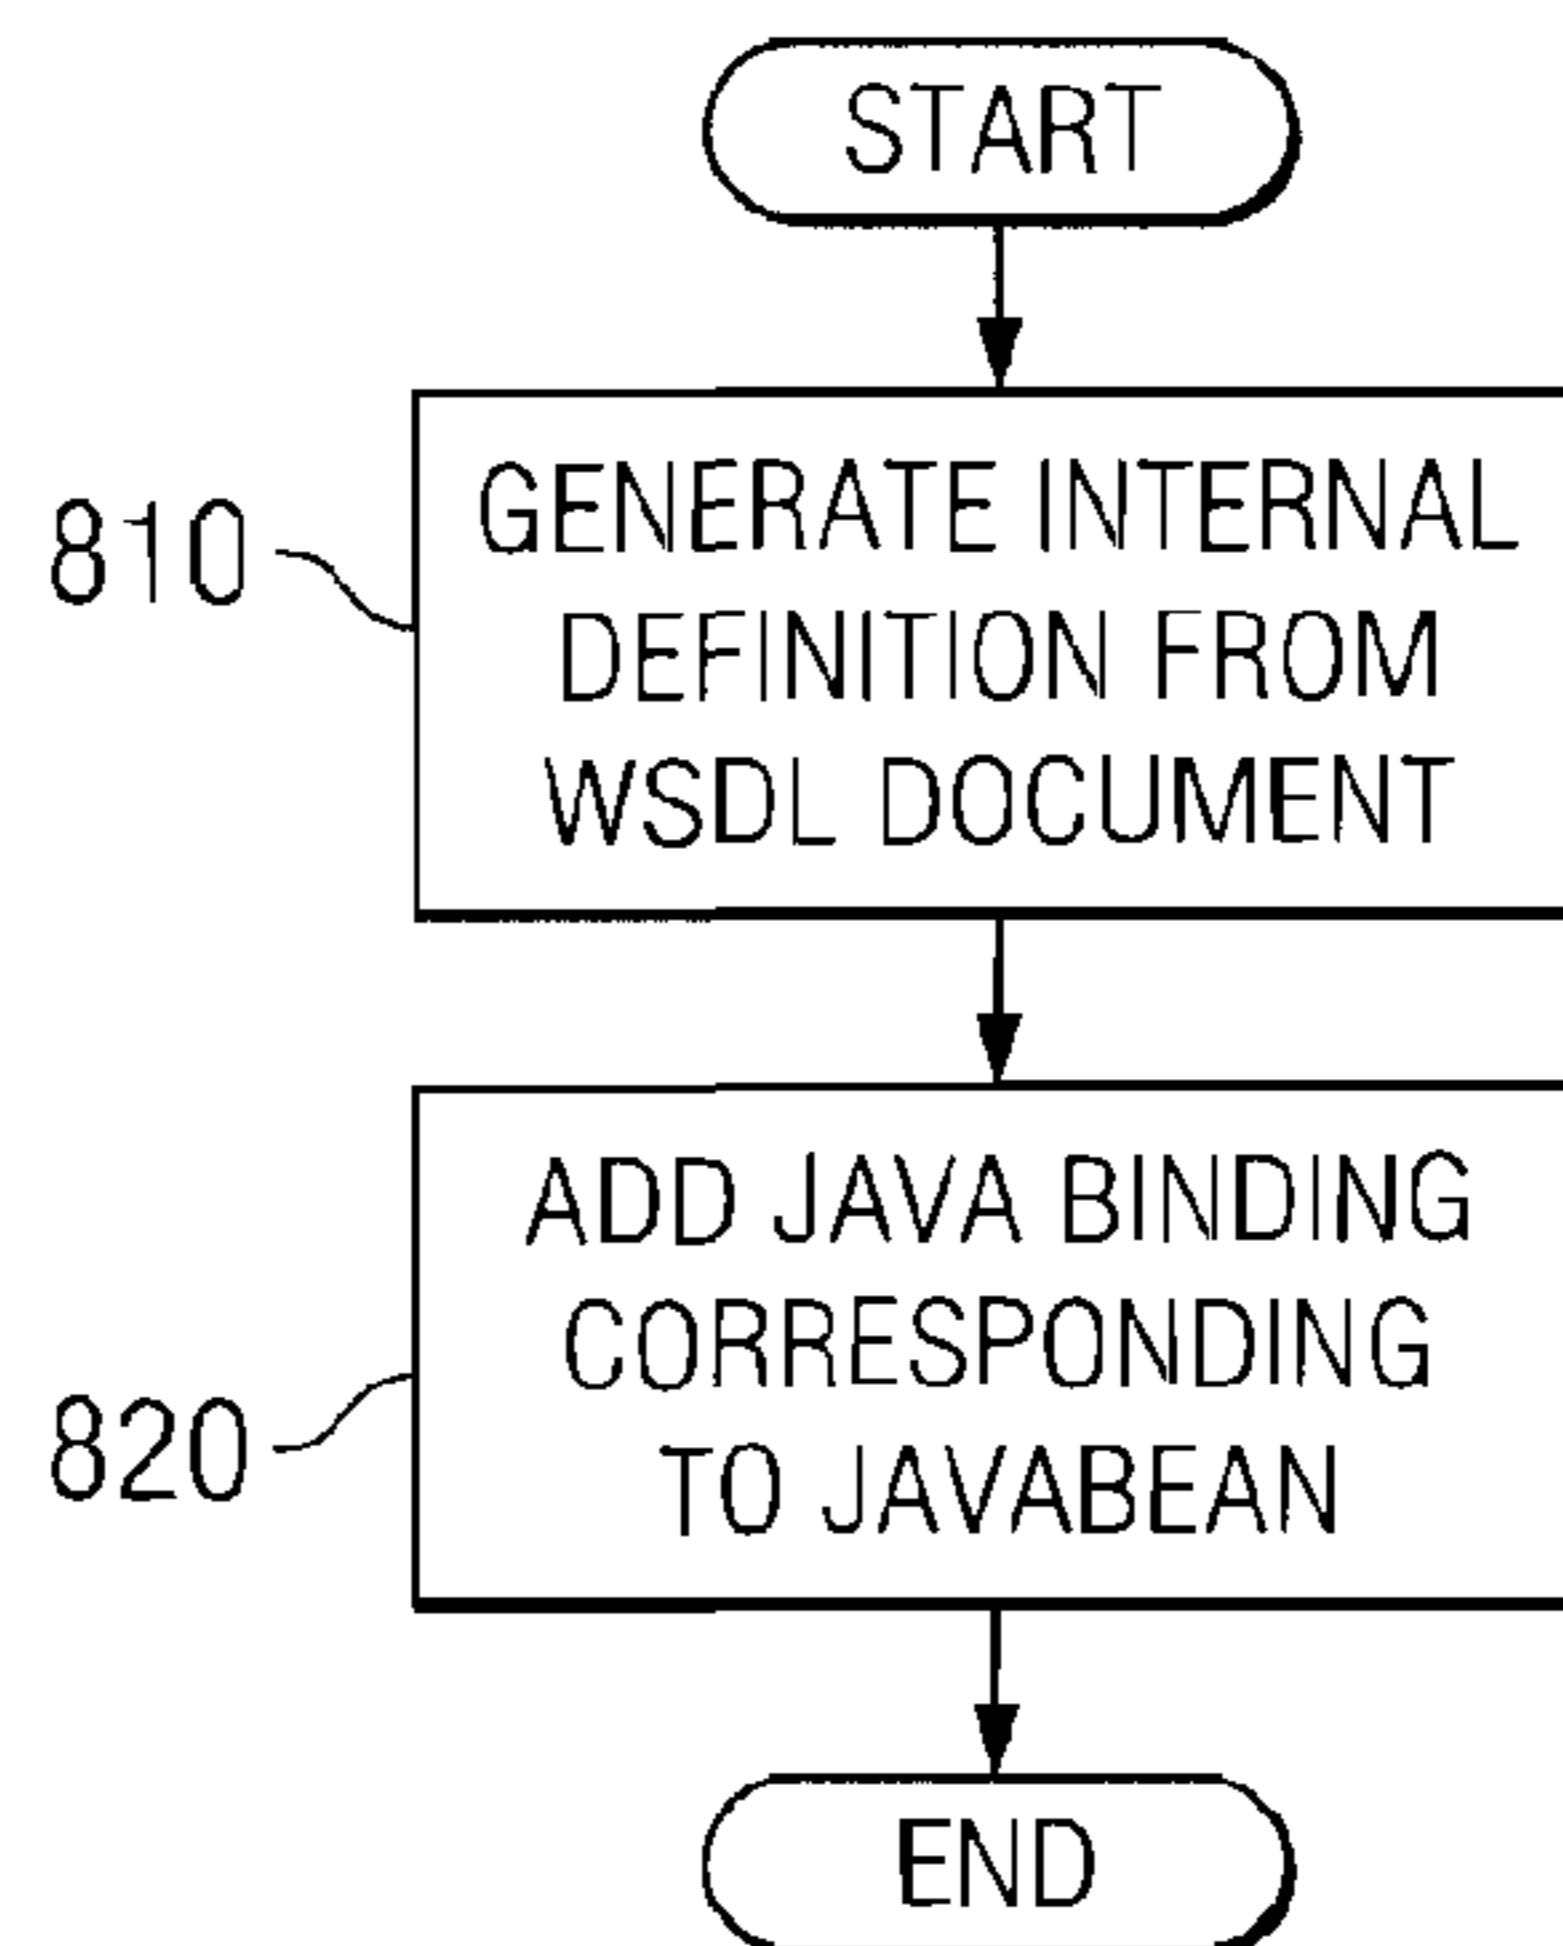 START
810
GENERATE INTERNAL
DEFINITION FROM
WSDL DOCUMENT
820
ADD JAVA BINDING
CORRESPONDING
TO JAVABEAN
END